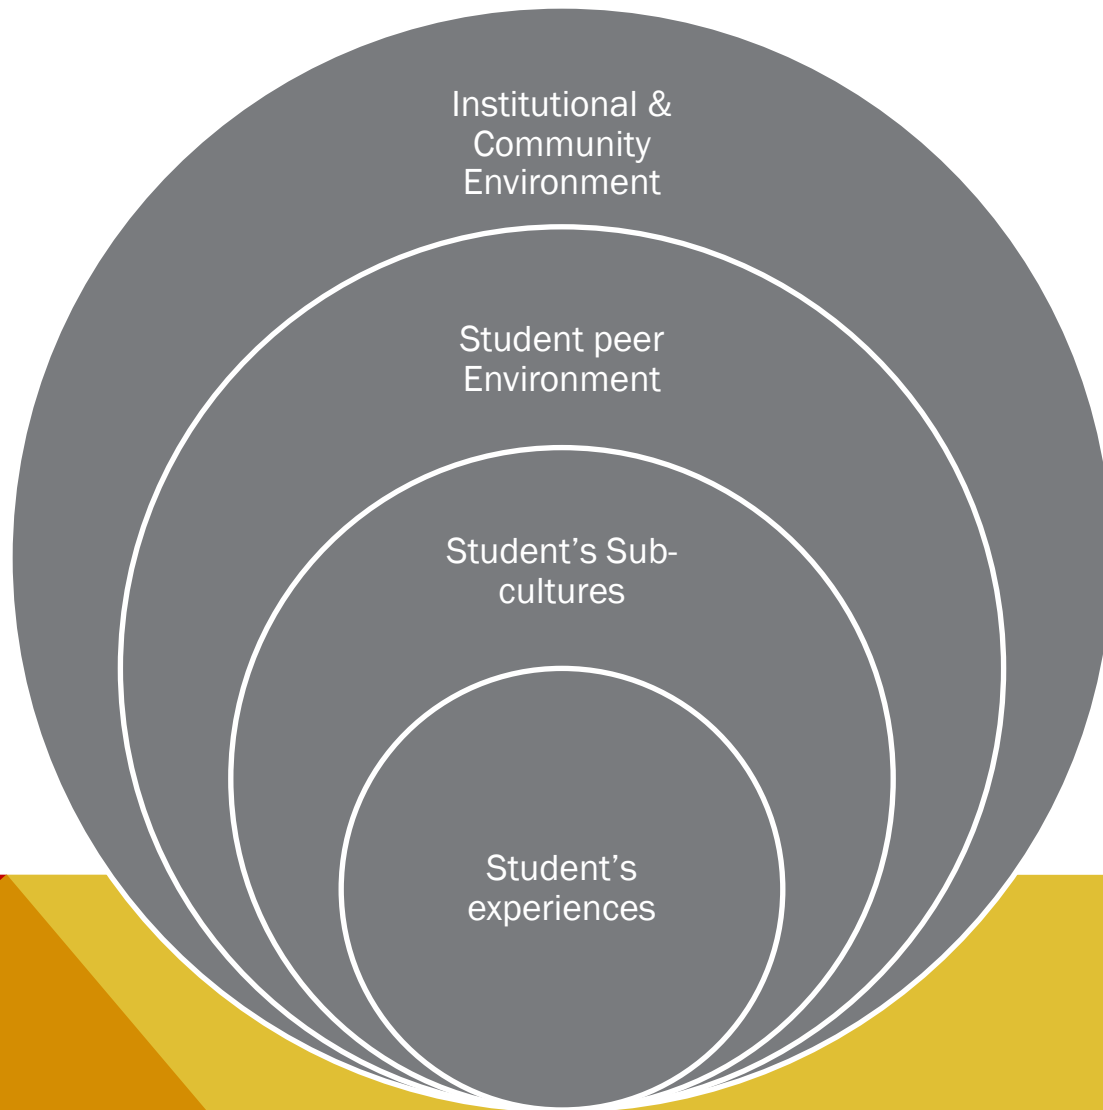 Institutional &
Community
Environment
Student peer
Environment
Student’s Sub-
cultures
Student’s
experiences